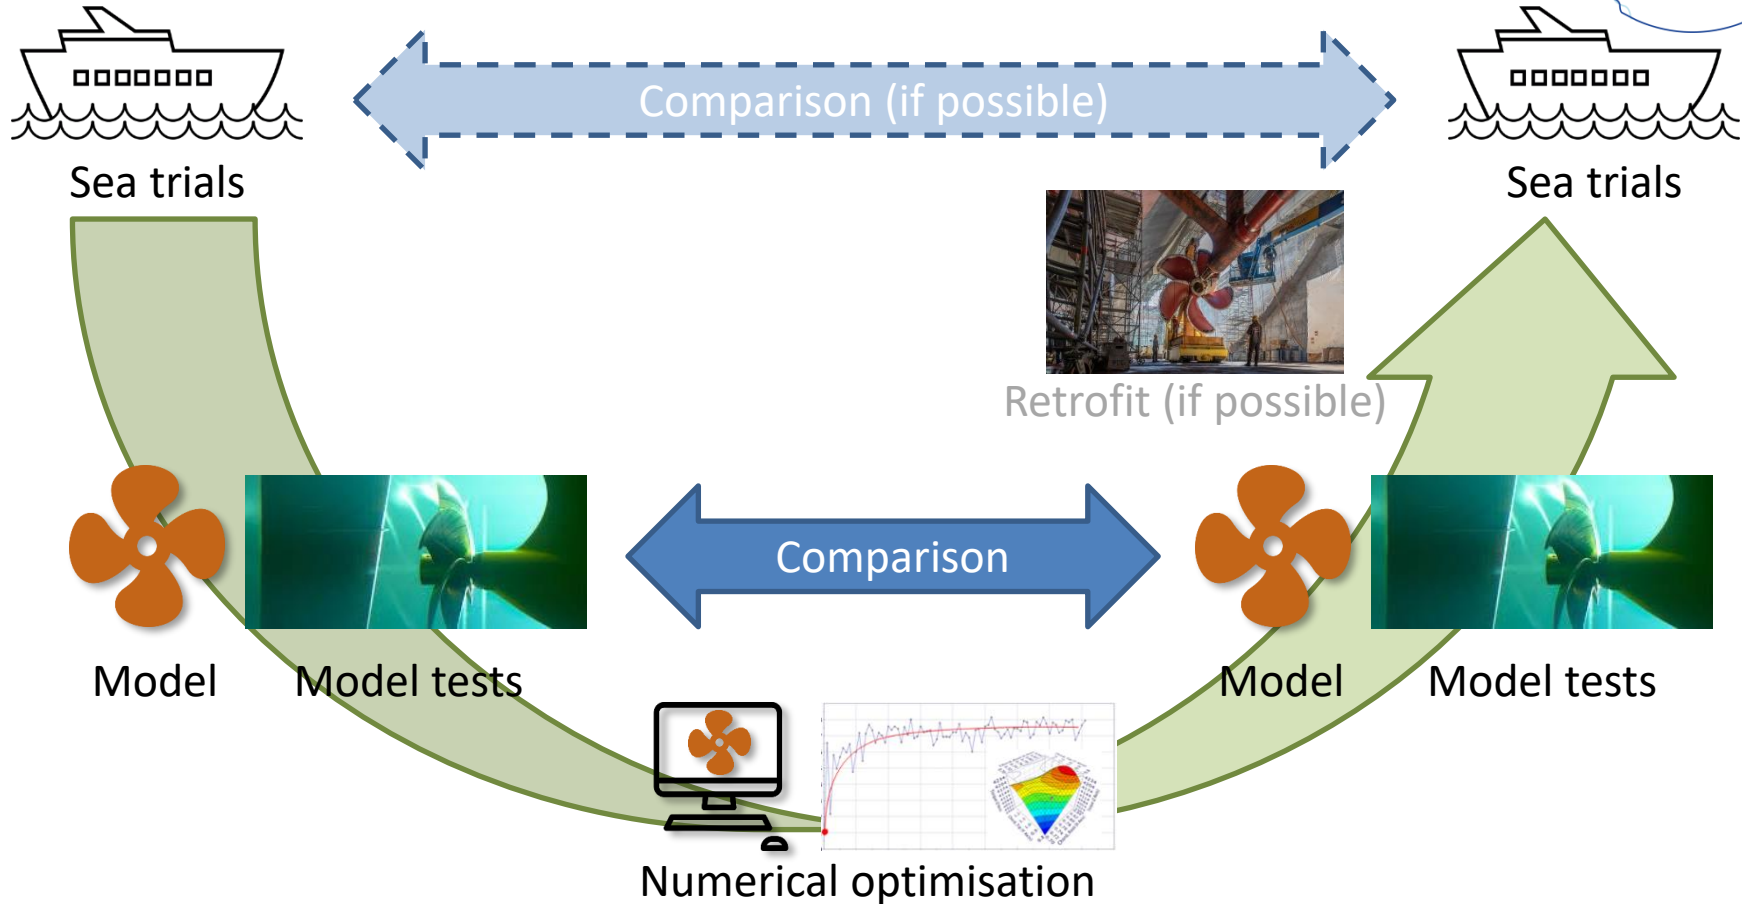 Comparison (if possible)
Sea trials
Sea trials
Retrofit (if possible)
Comparison
Model
Model tests
Model
Model tests
Numerical optimisation